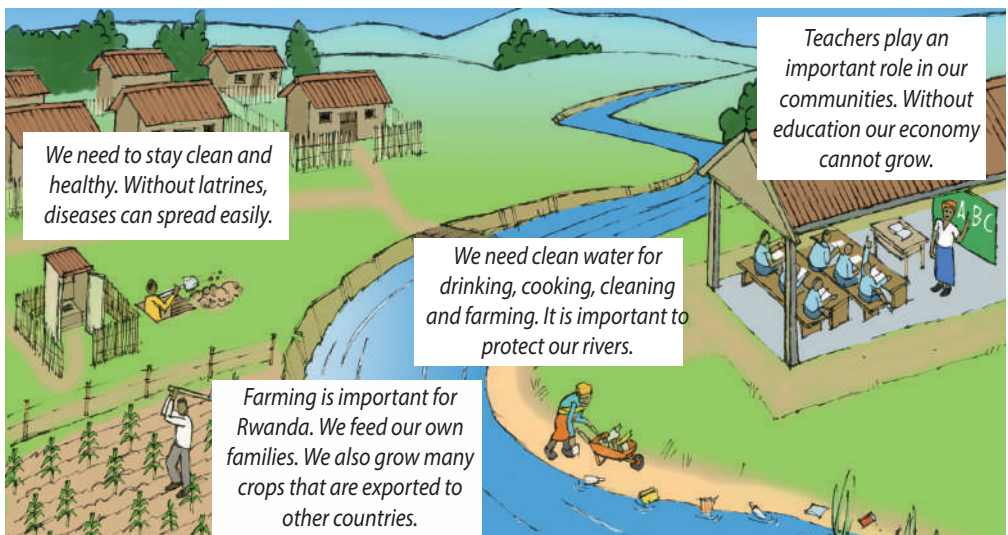 Teachers play an
important role in our
communities. Without
education our economy
cannot grow.
We need to stay clean and
healthy. Without latrines,
diseases can spread easily.
A BC
We need clean water for
drinking, cooking, cleaning
and farming. It is important to
protect our rivers.
Farming is important for
Rwanda. We feed our own
families. We also grow many
crops that are exported to
other countries.